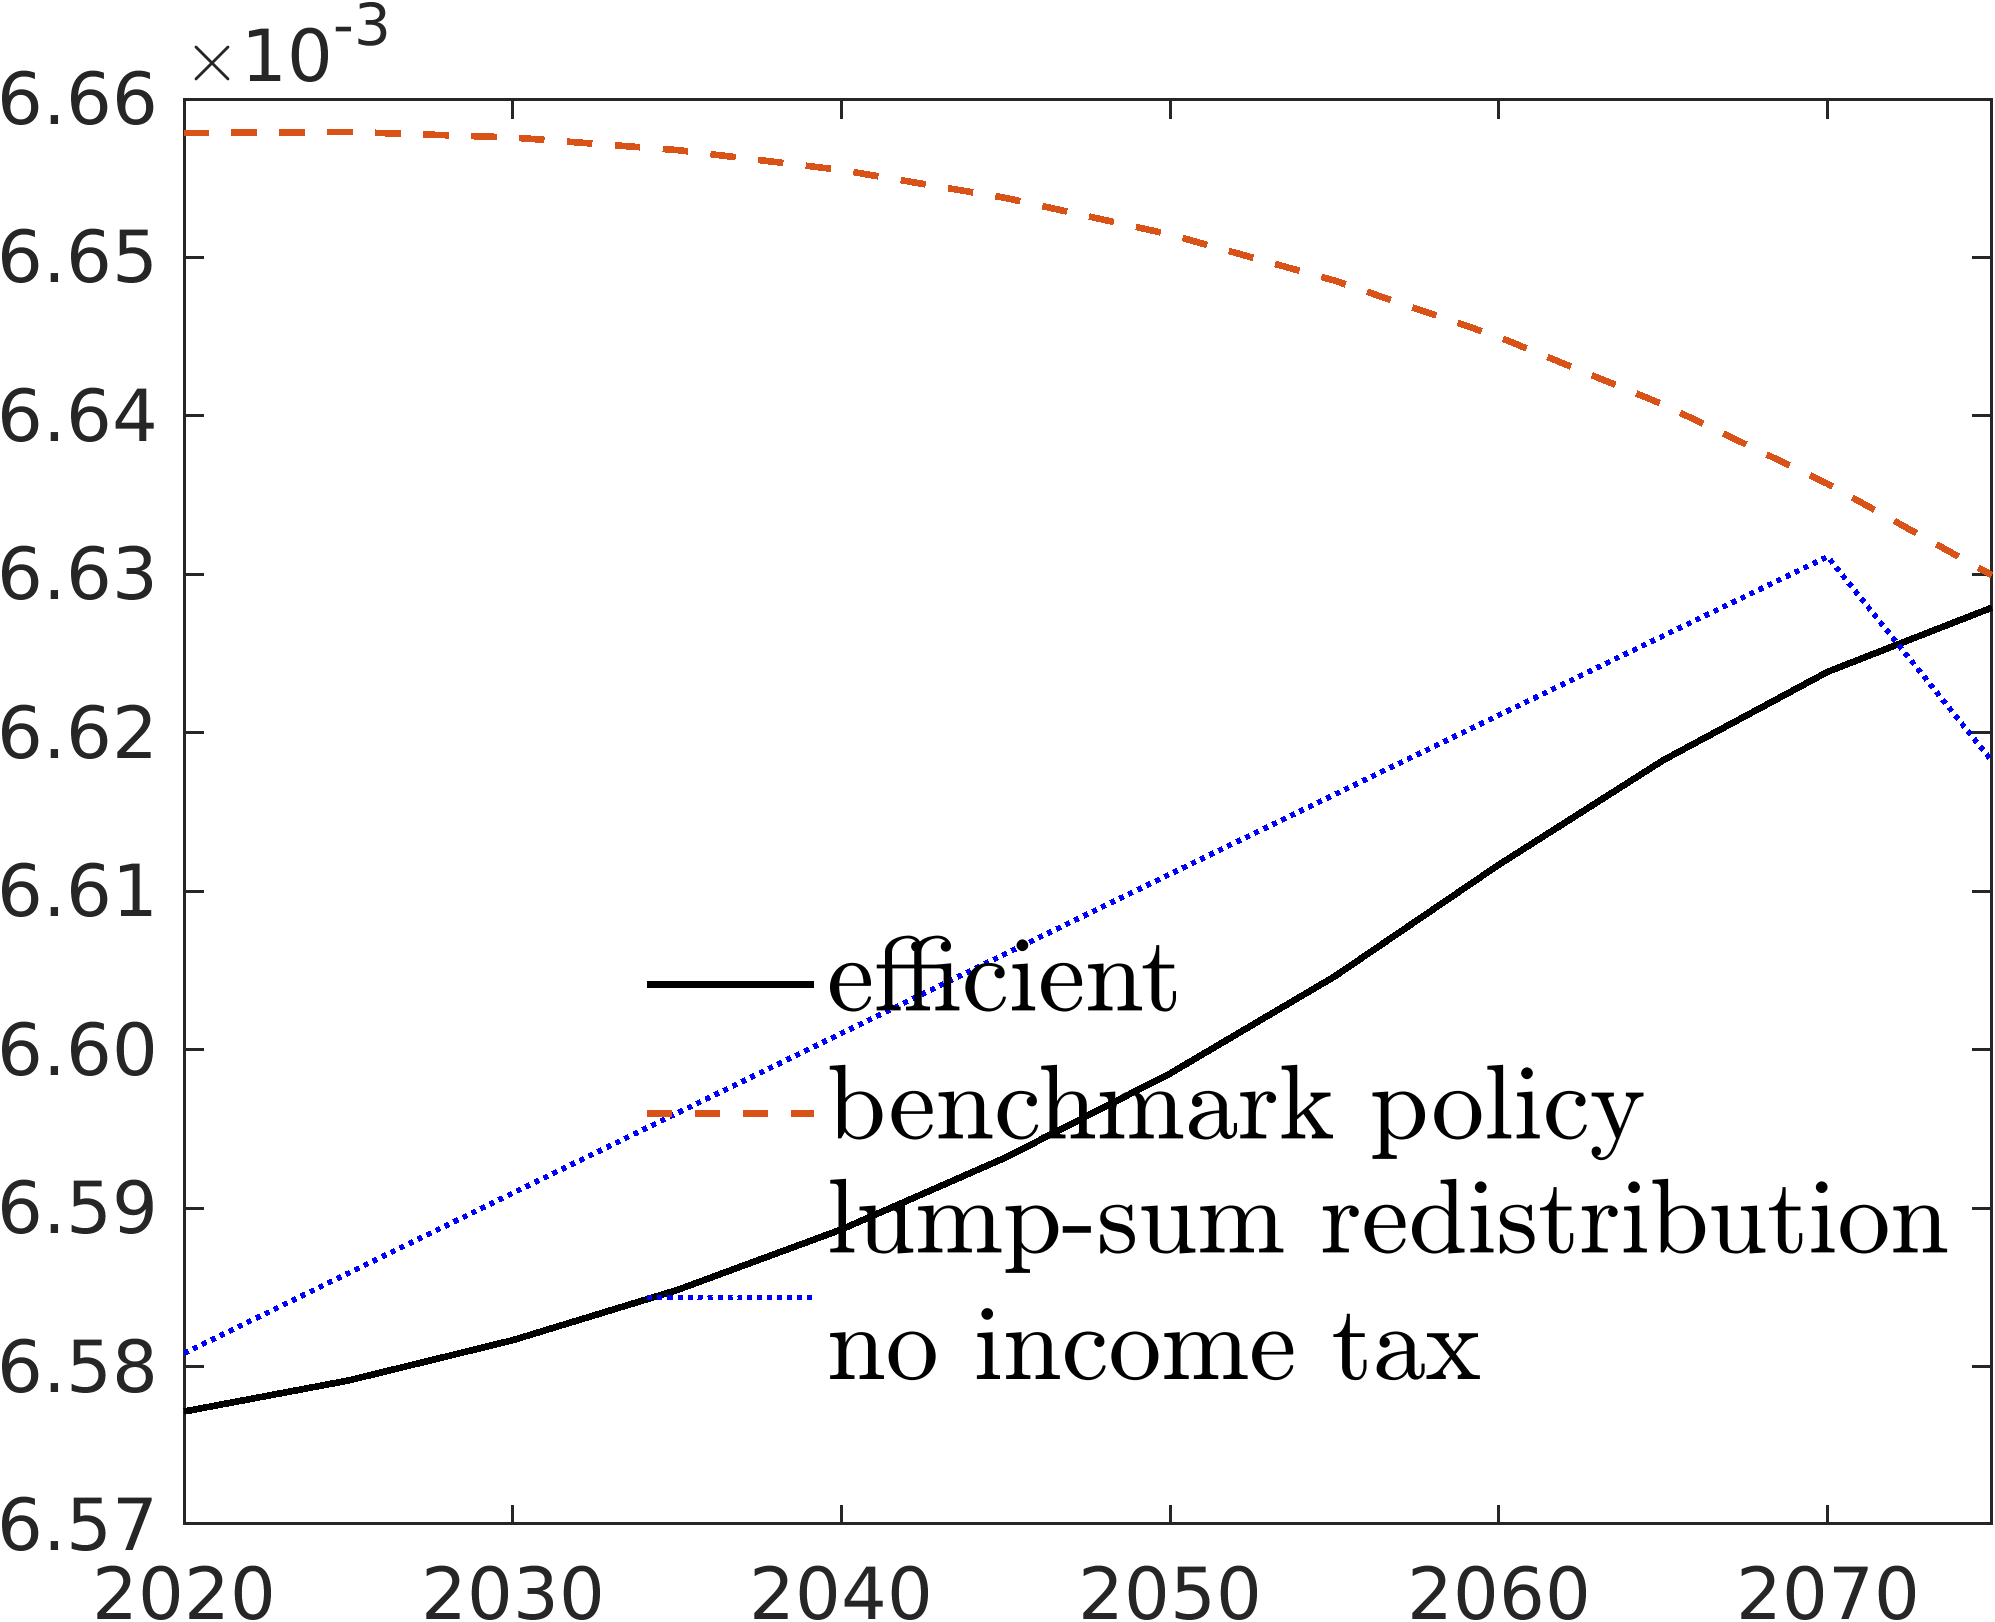 ×10-3
6.66
6.65
6.64
6.63
6.62
6.61
6.60
6.59
6.58
6.57
efficient
benchmark policy
lump-sum redistribution
no income tax
2020 2030 2040 2050 2060 2070